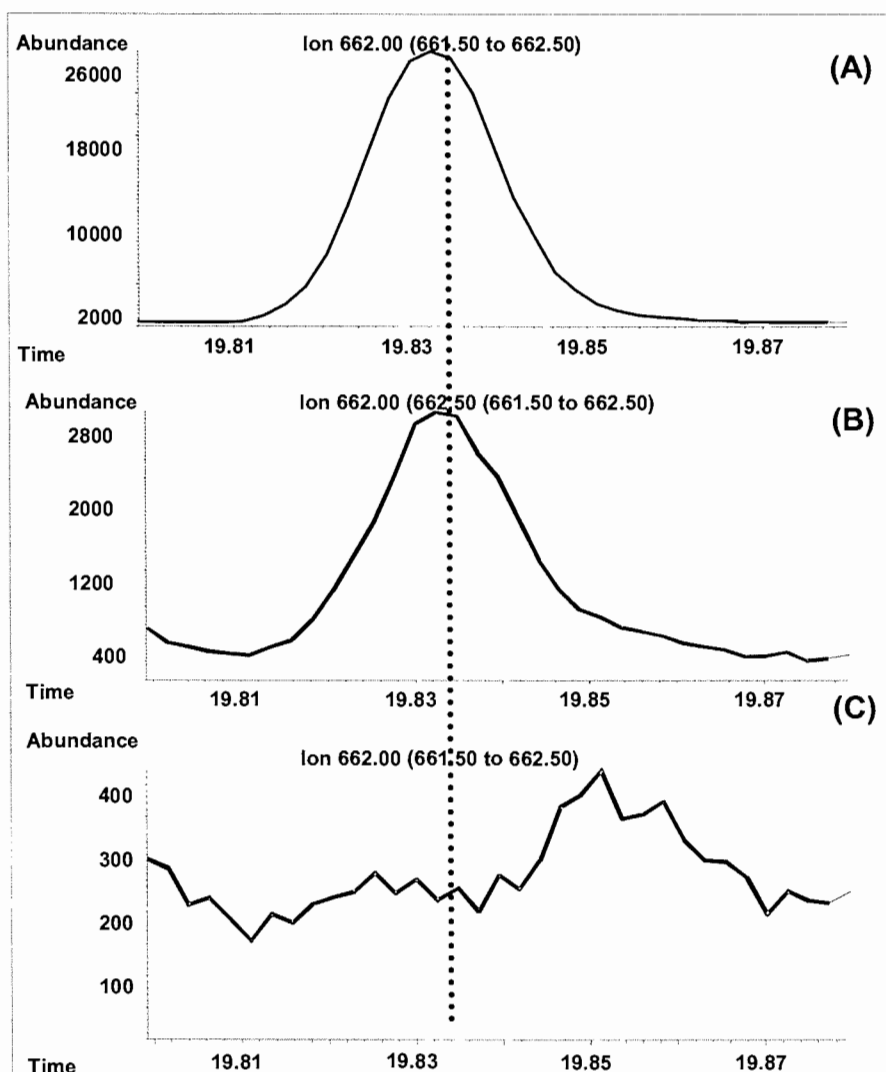 Abundance
Ion 662.00 (661.50 to 662.50)
(A)
26000
18000
10000
2000
Time
19.81 19.83 19.85 19.87
Abundance
Ion 662.00 (662.50 (661.50 to 662.50)
(B)
2800
2000
1200
400
Time
19.81 19.83 19.85 19.87
(C)
Abundance
Ion 662.00 (661.50 to 662.50)
400
300
200
100
Time
19.81 19.83 19.85 19.87